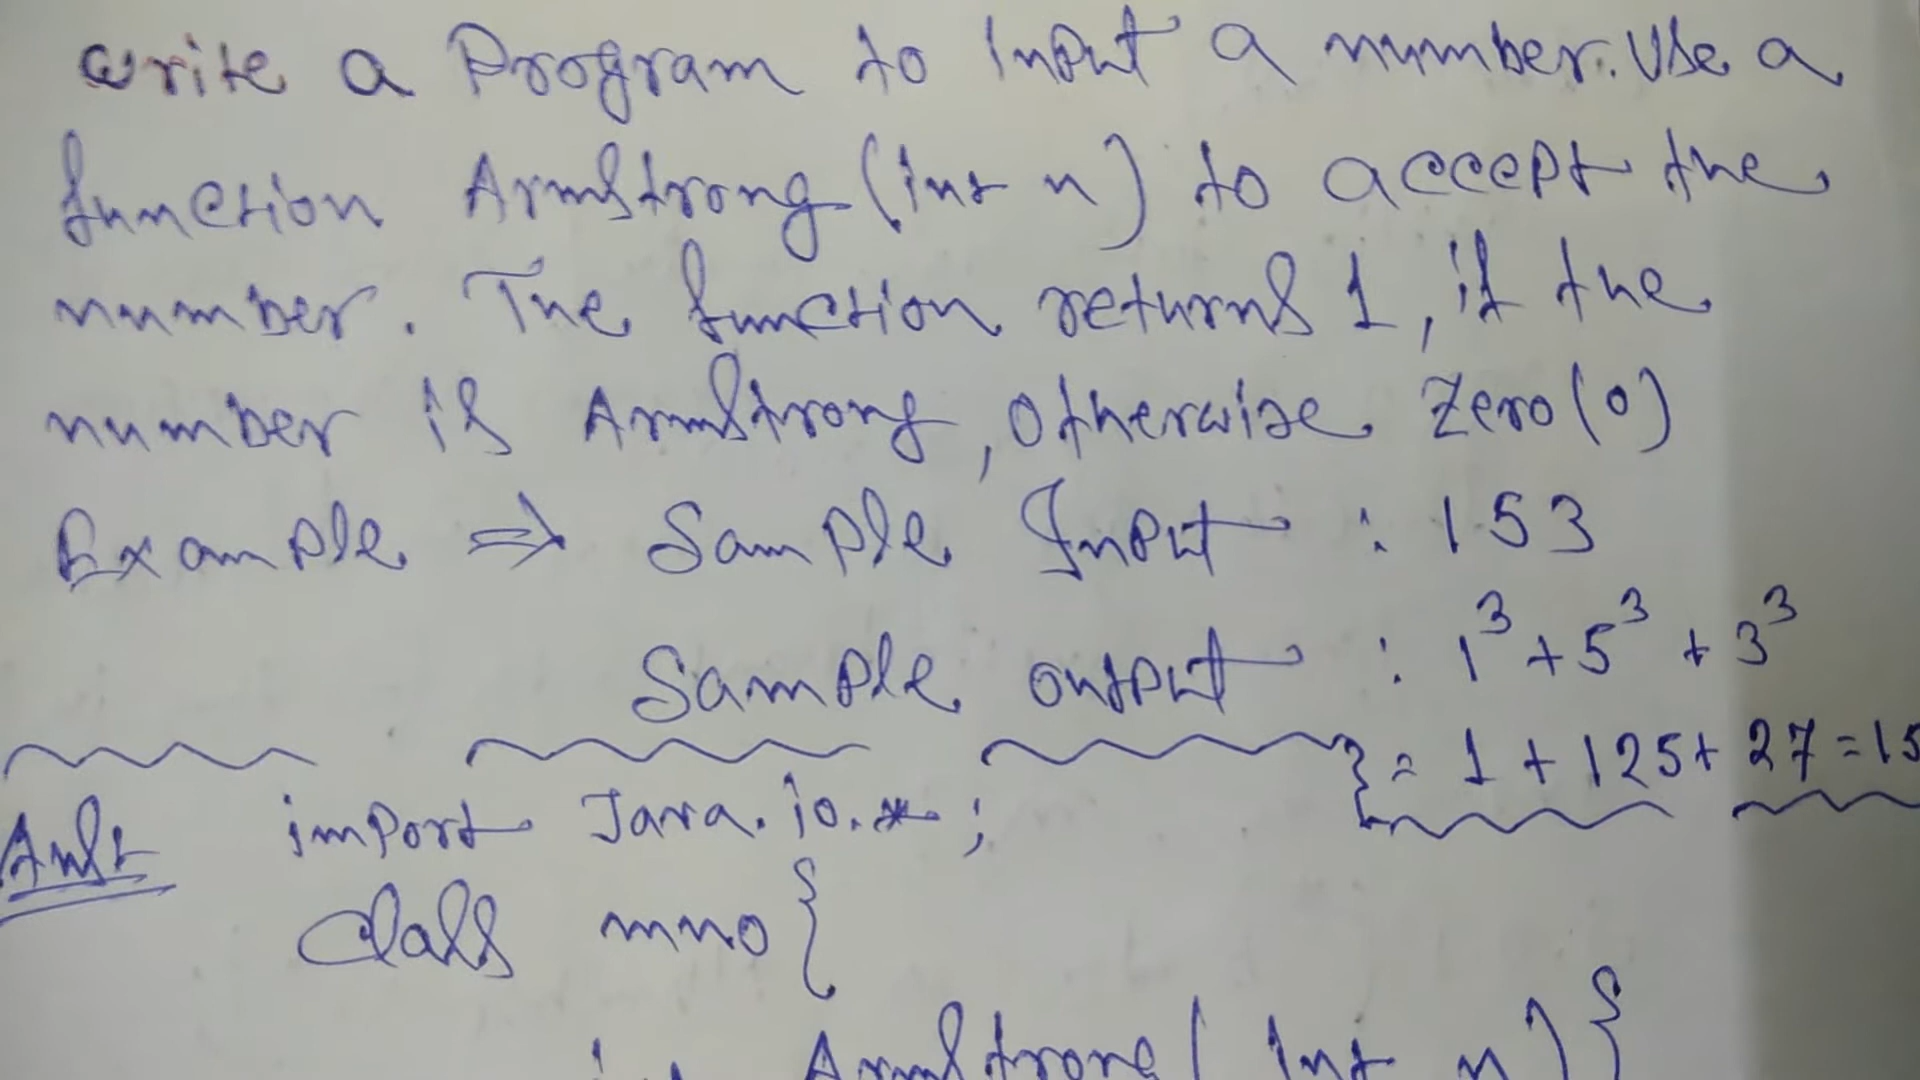 write a Program to input a number. Use a
function Armstrong (int n) to accept the
number. The function returns 1, if the
number is Armstrong, otherwise Zero (0)
Example ⇒ Sample Input : 153
Sample output : 1³ + 5³ + 3³
= 1 + 125 + 27 = 15
Ans: import Java.io.*;
Class mno {
Armstrong ( int n) {